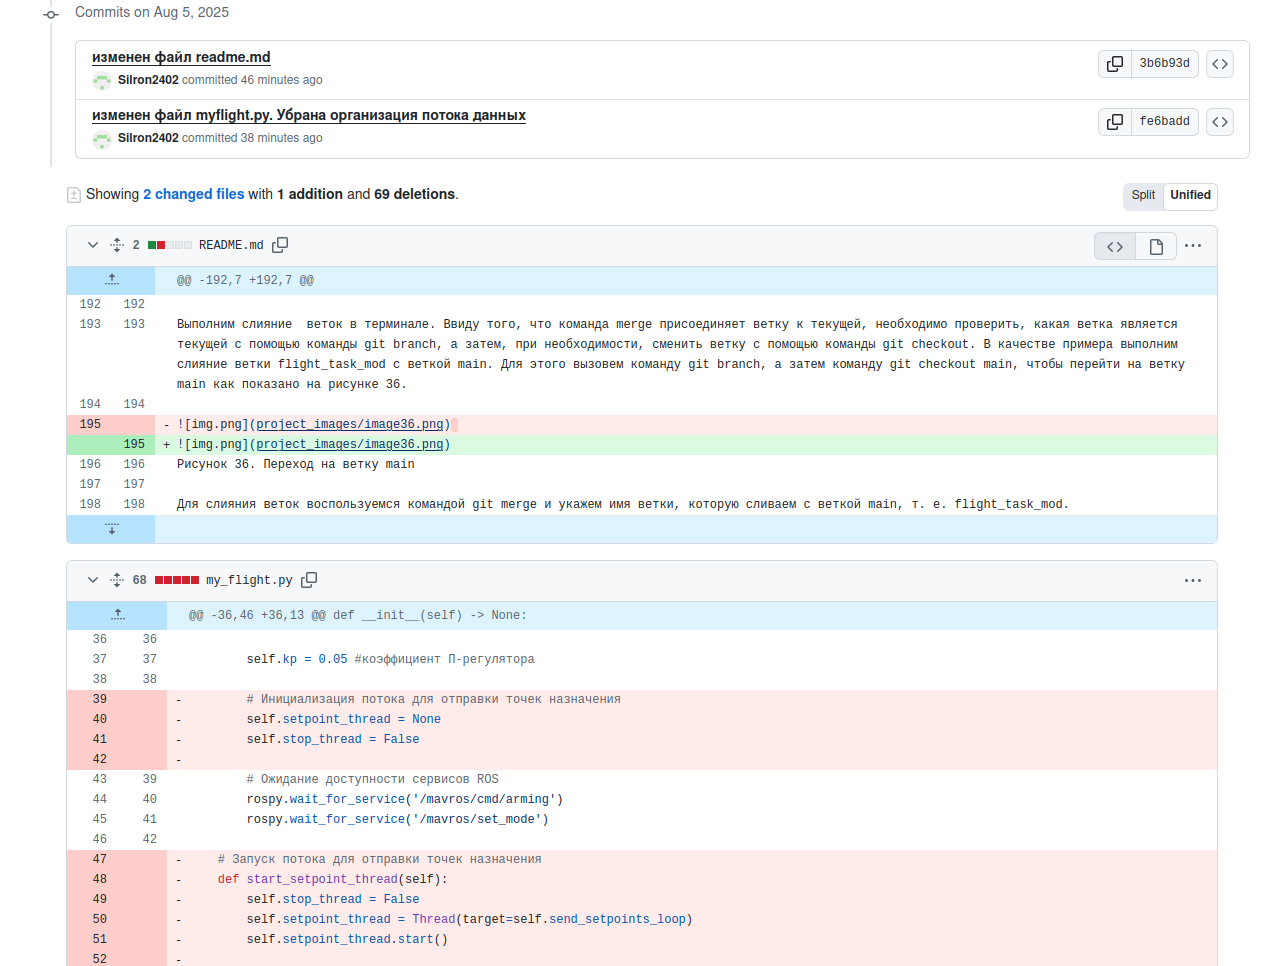 Commits on Aug 5, 2025
изменен файл readme.md
3b6b93d
Silron2402 committed 46 minutes ago
изменен файл myflight.py. Убрана организация потока данных
fe6badd
Silron2402 committed 38 minutes ago
Showing 2 changed files with 1 addition and 69 deletions.
Split Unified
2 README.md
@@ -192,7 +192,7 @@
192 192
193 193 Выполним слияние  веток в терминале. Ввиду того, что команда merge присоединяет ветку к текущей, необходимо проверить, какая ветка является
текущей с помощью команды git branch, а затем, при необходимости, сменить ветку с помощью команды git checkout. В качестве примера выполним
слияние ветки flight_task_mod с веткой main. Для этого вызовем команду git branch, а затем команду git checkout main, чтобы перейти на ветку
main как показано на рисунке 36.
194 194
195 - ![img.png](project_images/image36.png)
195 + ![img.png](project_images/image36.png)
196 196 Рисунок 36. Переход на ветку main
197 197
198 198 Для слияния веток воспользуемся командой git merge и укажем имя ветки, которую сливаем с веткой main, т. е. flight_task_mod.
68 my_flight.py
@@ -36,46 +36,13 @@ def __init__(self) -> None:
36 36
37 37 self.kp = 0.05 #коэффициент П-регулятора
38 38
39 - # Инициализация потока для отправки точек назначения
40 - self.setpoint_thread = None
41 - self.stop_thread = False
42 -
43 39 # Ожидание доступности сервисов ROS
44 40 rospy.wait_for_service('/mavros/cmd/arming')
45 41 rospy.wait_for_service('/mavros/set_mode')
46 42
47 - # Запуск потока для отправки точек назначения
48 - def start_setpoint_thread(self):
49 - self.stop_thread = False
50 - self.setpoint_thread = Thread(target=self.send_setpoints_loop)
51 - self.setpoint_thread.start()
52 -